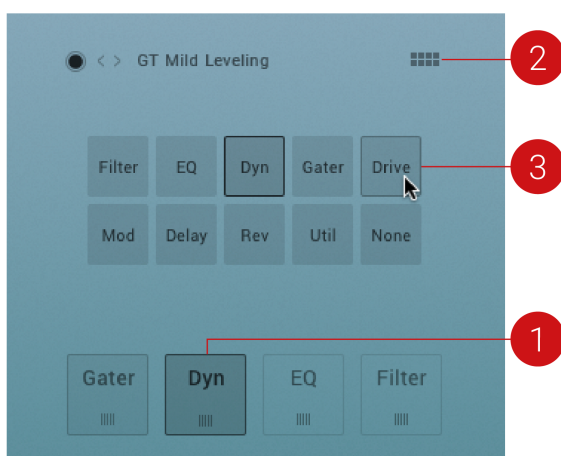 < > GT Mild Leveling
2
Filter EQ Dyn Gater Drive
3
Mod Delay Rev Util None
1
Gater Dyn EQ Filter